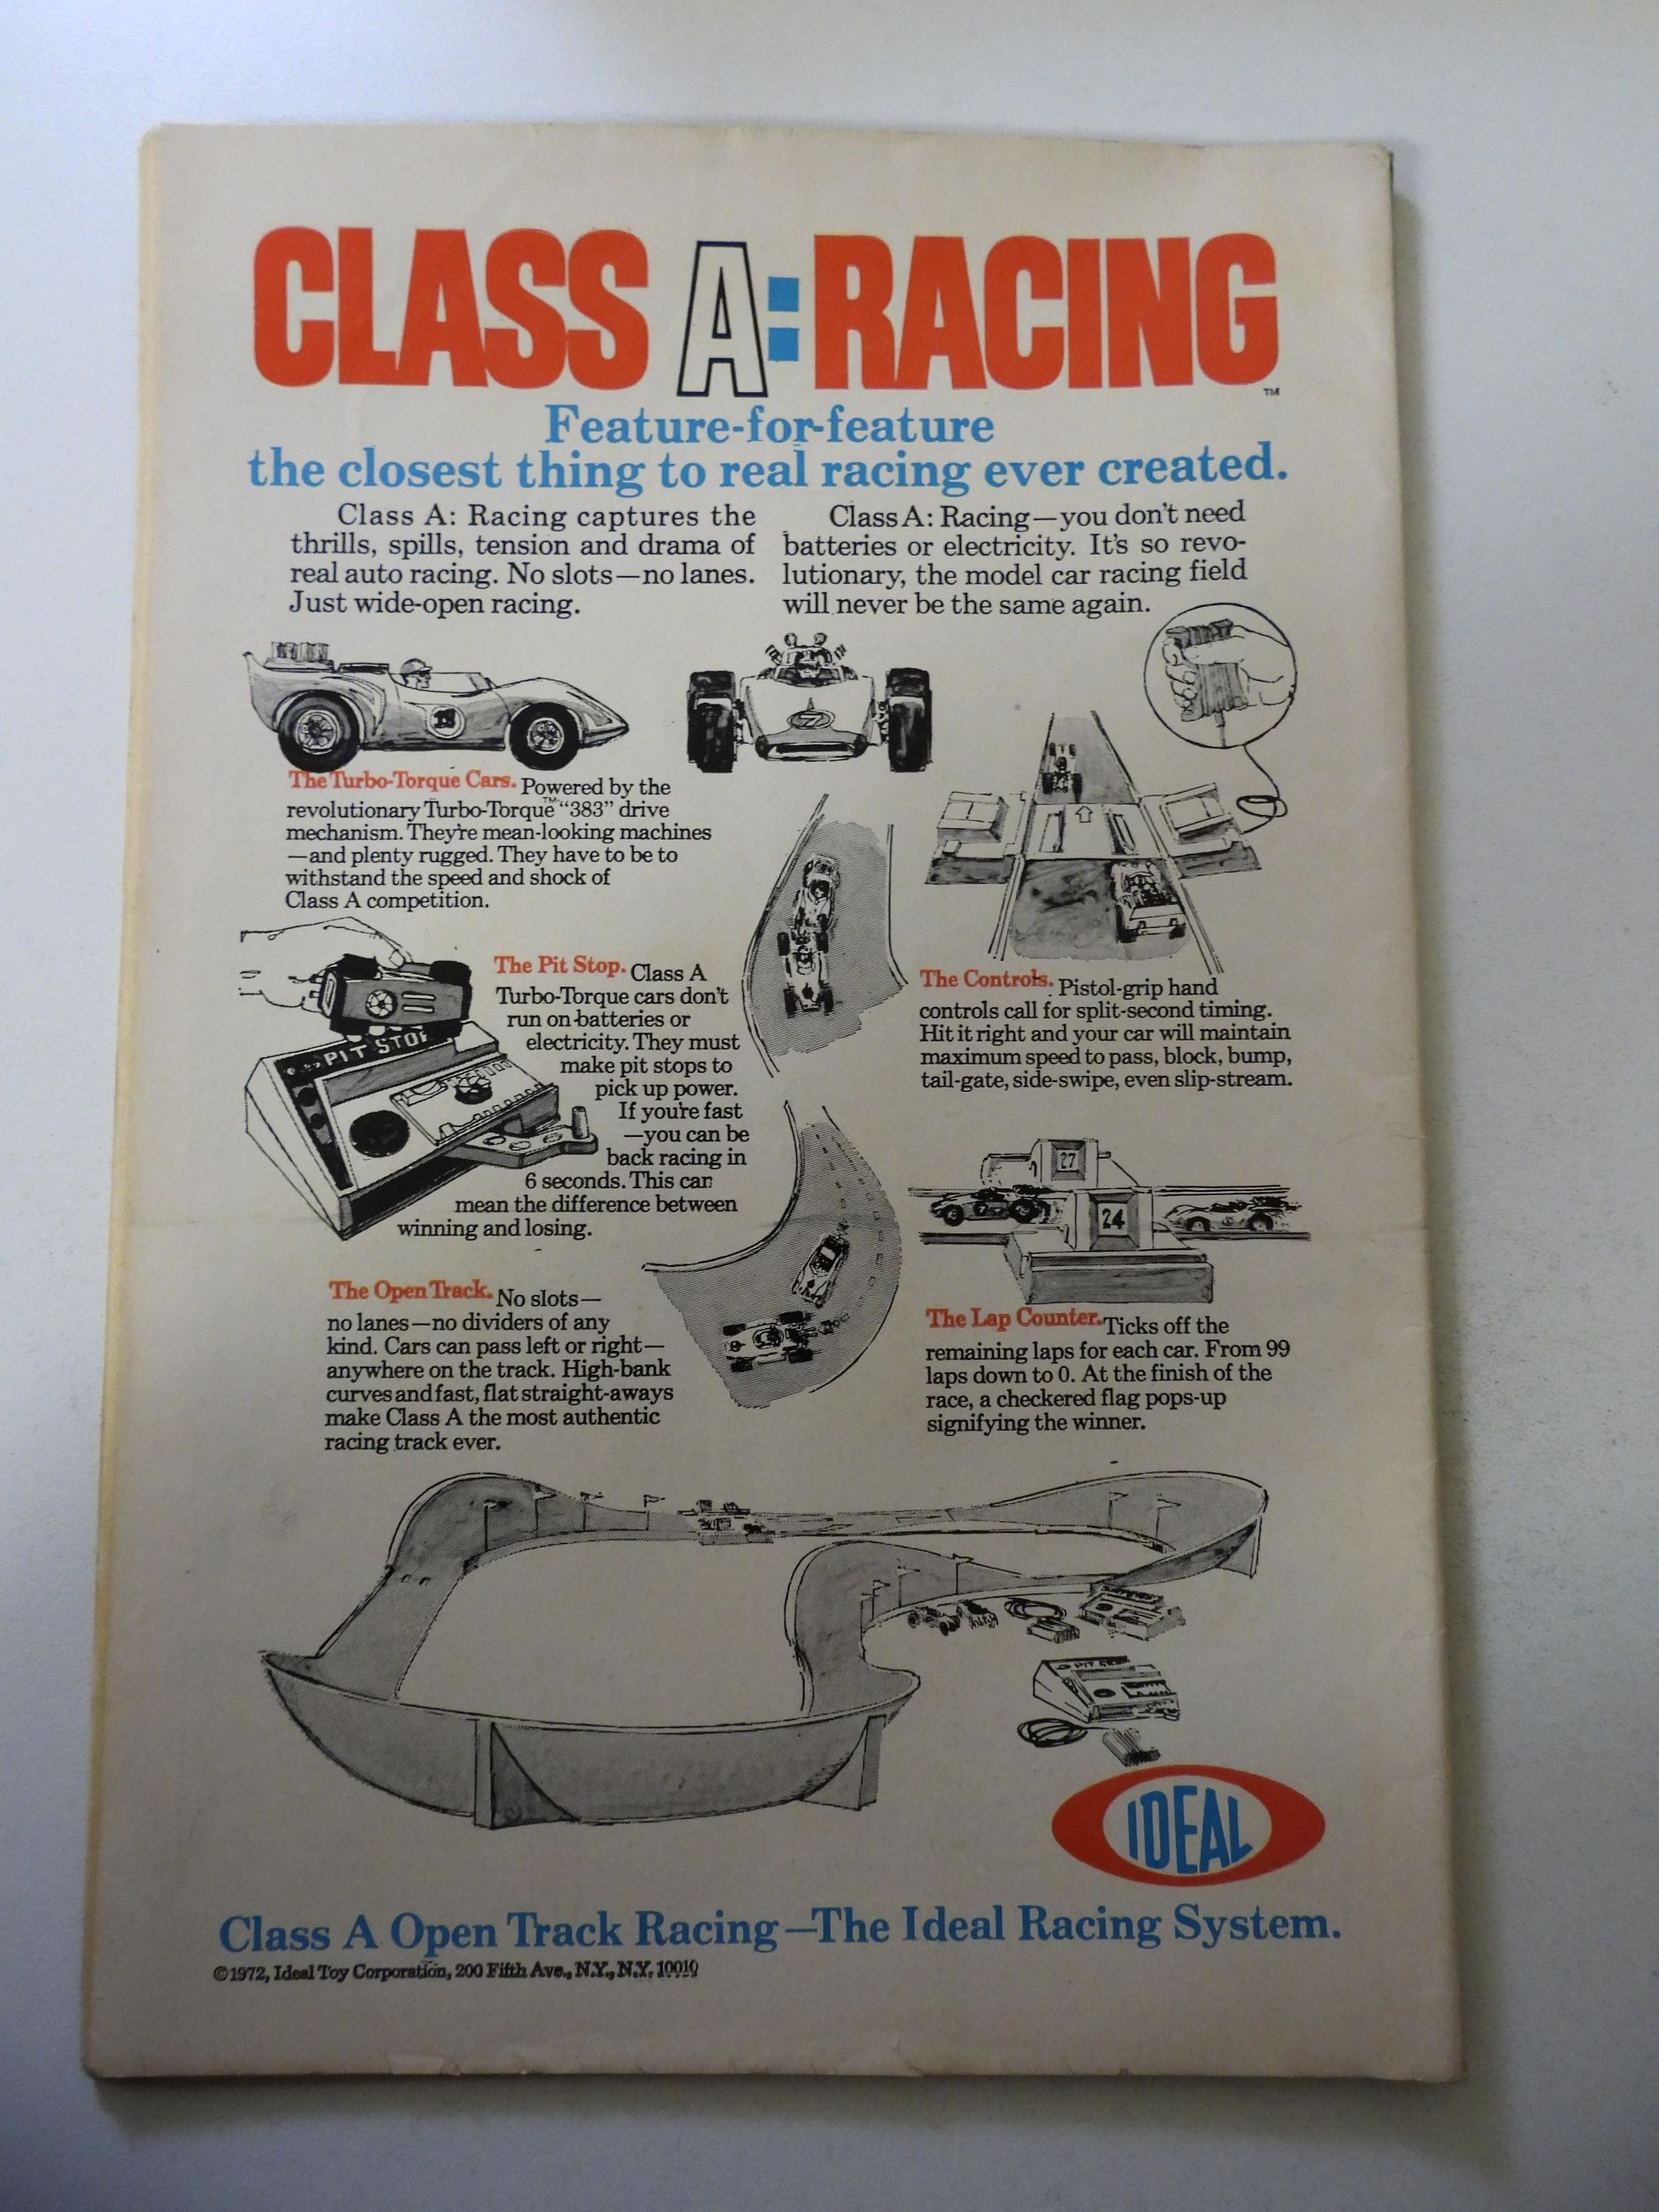 CLASS A: RACING
TM
Feature-for-feature
the closest thing to real racing ever created.
Class A: Racing captures the
thrills, spills, tension and drama of
real auto racing. No slots—no lanes.
Just wide-open racing.
Class A: Racing—you don't need
batteries or electricity. It's so revo-
lutionary, the model car racing field
will never be the same again.
7
The Turbo-Torque Cars. Powered by the
revolutionary Turbo-Torque™ "383" drive
mechanism. They're mean-looking machines
—and plenty rugged. They have to be to
withstand the speed and shock of
Class A competition.
PIT STOP
The Pit Stop. Class A
Turbo-Torque cars don't
run on batteries or
electricity. They must
make pit stops to
pick up power.
If you're fast
—you can be
back racing in
6 seconds. This can
mean the difference between
winning and losing.
The Controls. Pistol-grip hand
controls call for split-second timing.
Hit it right and your car will maintain
maximum speed to pass, block, bump,
tail-gate, side-swipe, even slip-stream.
27
24
The Open Track. No slots—
no lanes—no dividers of any
kind. Cars can pass left or right—
anywhere on the track. High-bank
curves and fast, flat straight-aways
make Class A the most authentic
racing track ever.
The Lap Counter. Ticks off the
remaining laps for each car. From 99
laps down to 0. At the finish of the
race, a checkered flag pops-up
signifying the winner.
IDEAL
Class A Open Track Racing—The Ideal Racing System.
©1972, Ideal Toy Corporation, 200 Fifth Ave., N.Y., N.Y. 10010